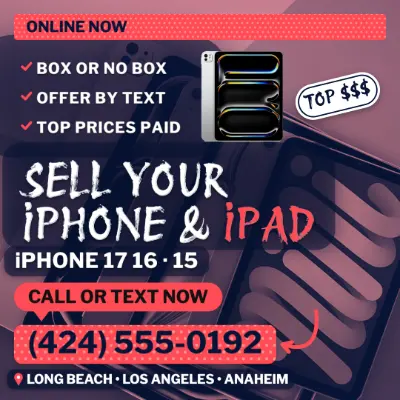 ONLINE NOW
BOX OR NO BOX
OFFER BY TEXT
TOP PRICES PAID
TOP $$$
SELL YOUR
iPHONE & iPAD
iPHONE 17 16 · 15
CALL OR TEXT NOW
(424) 555-0192
LONG BEACH • LOS ANGELES • ANAHEIM